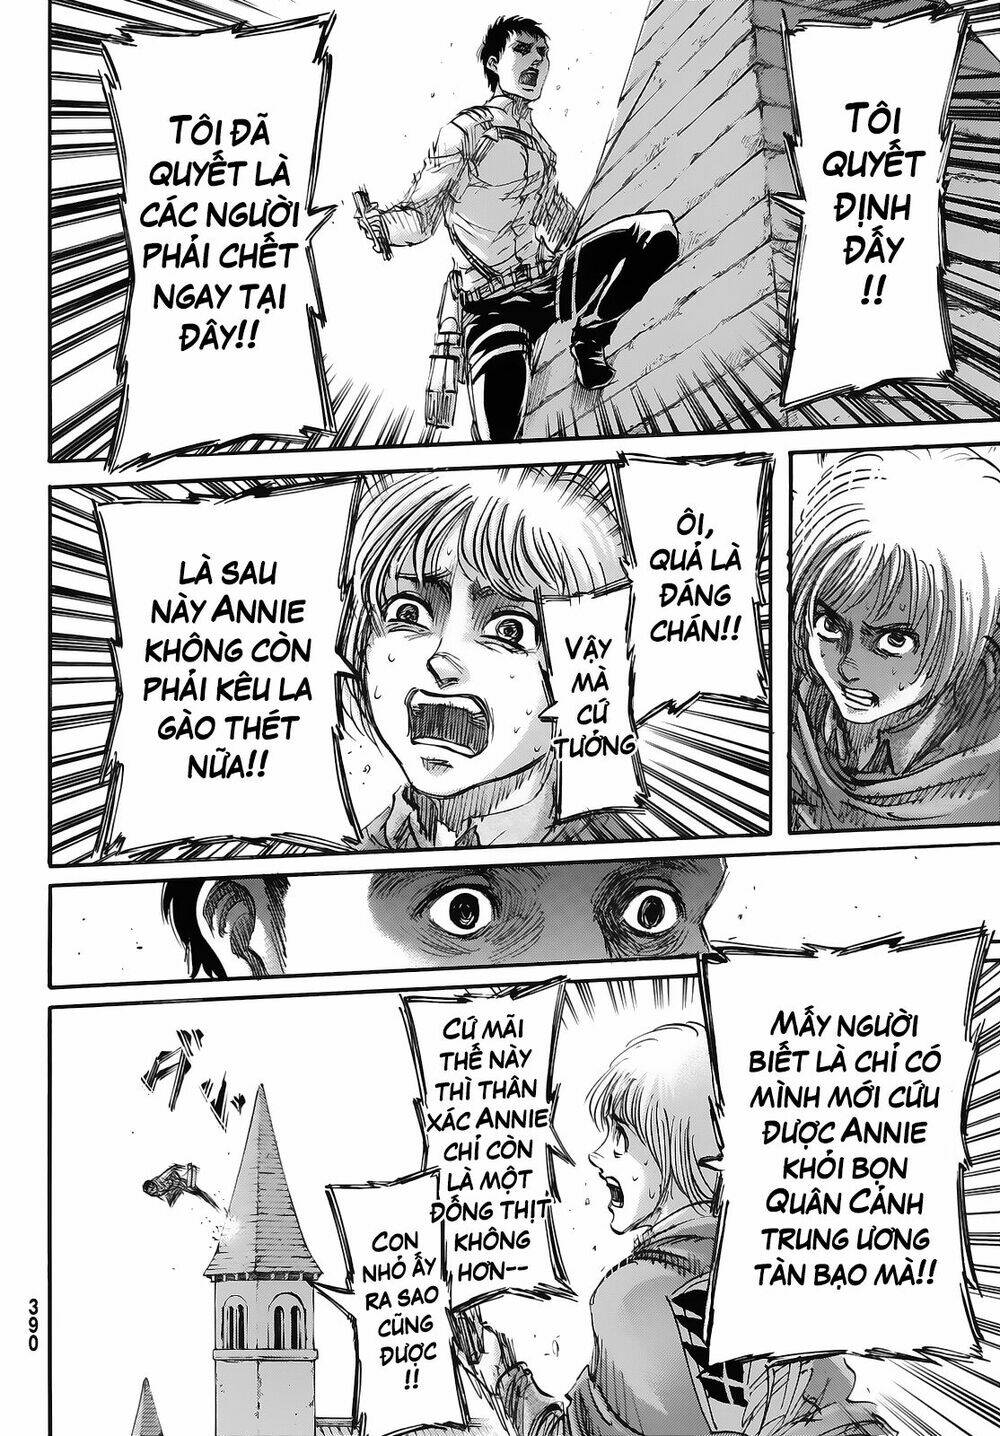 TÔI
QUYẾT
ĐỊNH
ĐẤY
!!
TÔI ĐÃ
QUYẾT LÀ
CÁC NGƯỜI
PHẢI CHẾT
NGAY TẠI
ĐÂY!!
ÔI,
QUẢ LÀ
ĐÁNG
CHÁN!!
VẬY
MÀ
CỨ
TƯỞNG
LÀ SAU
NÀY ANNIE
KHÔNG CÒN
PHẢI KÊU LA
GÀO THÉT
NỮA!!
MẤY NGƯỜI
BIẾT LÀ CHỈ CÓ
MÌNH MỚI CỨU
ĐƯỢC ANNIE
KHỎI BỌN
QUÂN CẢNH
TRUNG ƯƠNG
TÀN BẠO MÀ!!
CỨ MÃI
THẾ NÀY
THÌ THÂN
XÁC ANNIE
CHỈ CÒN
LÀ MỘT
ĐỐNG THỊT
KHÔNG
HƠN--
CON
NHỎ ẤY
RA SAO
CŨNG
ĐƯỢC
390